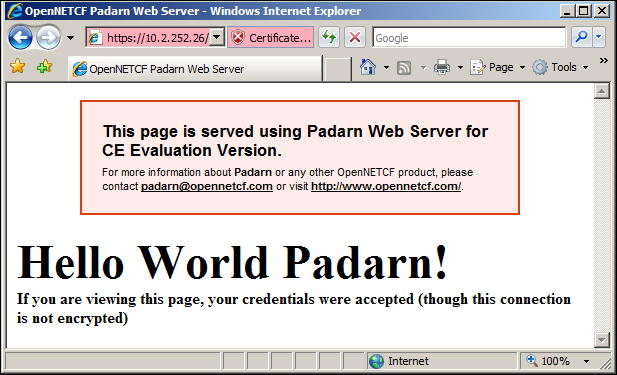 OpenNETCF Padarn Web Server - Windows Internet Explorer
https://10.2.252.26/ Certificate... Google
OpenNETCF Padarn Web Server Page Tools »
This page is served using Padarn Web Server for
CE Evaluation Version.
For more information about Padarn or any other OpenNETCF product, please
contact padarn@opennetcf.com or visit http://www.opennetcf.com/.
Hello World Padarn!
If you are viewing this page, your credentials were accepted (though this connection
is not encrypted)
Internet 100%